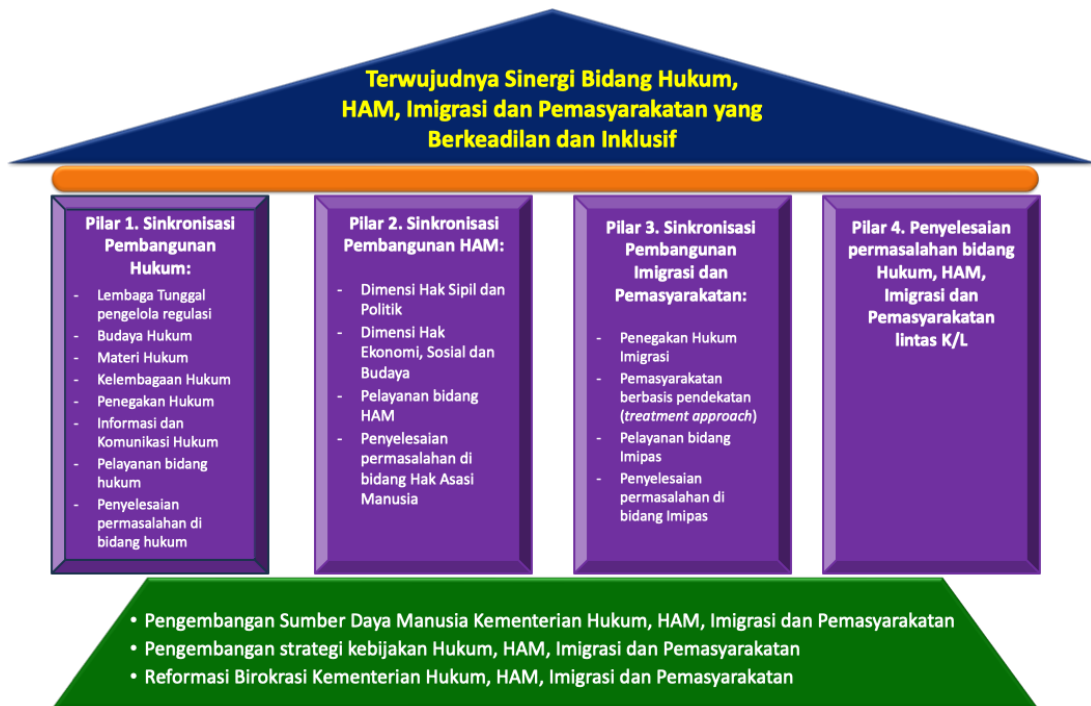 Terwujudnya Sinergi Bidang Hukum,
HAM, Imigrasi dan Pemasyarakatan yang
Berkeadilan dan Inklusif
Pilar 1. Sinkronisasi
Pembangunan
Hukum:
- Lembaga Tunggal
pengelola regulasi
- Budaya Hukum
- Materi Hukum
- Kelembagaan Hukum
- Penegakan Hukum
- Informasi dan
Komunikasi Hukum
- Pelayanan bidang
hukum
- Penyelesaian
permasalahan di
bidang hukum
Pilar 2. Sinkronisasi
Pembangunan HAM:
- Dimensi Hak Sipil dan
Politik
- Dimensi Hak
Ekonomi, Sosial dan
Budaya
- Pelayanan bidang
HAM
- Penyelesaian
permasalahan di
bidang Hak Asasi
Manusia
Pilar 3. Sinkronisasi
Pembangunan
Imigrasi dan
Pemasyarakatan:
- Penegakan Hukum
Imigrasi
- Pemasyarakatan
berbasis pendekatan
(treatment approach)
- Pelayanan bidang
Imipas
- Penyelesaian
permasalahan di
bidang Imipas
Pilar 4. Penyelesaian
permasalahan bidang
Hukum, HAM,
Imigrasi dan
Pemasyarakatan
lintas K/L
• Pengembangan Sumber Daya Manusia Kementerian Hukum, HAM, Imigrasi dan Pemasyarakatan
• Pengembangan strategi kebijakan Hukum, HAM, Imigrasi dan Pemasyarakatan
• Reformasi Birokrasi Kementerian Hukum, HAM, Imigrasi dan Pemasyarakatan